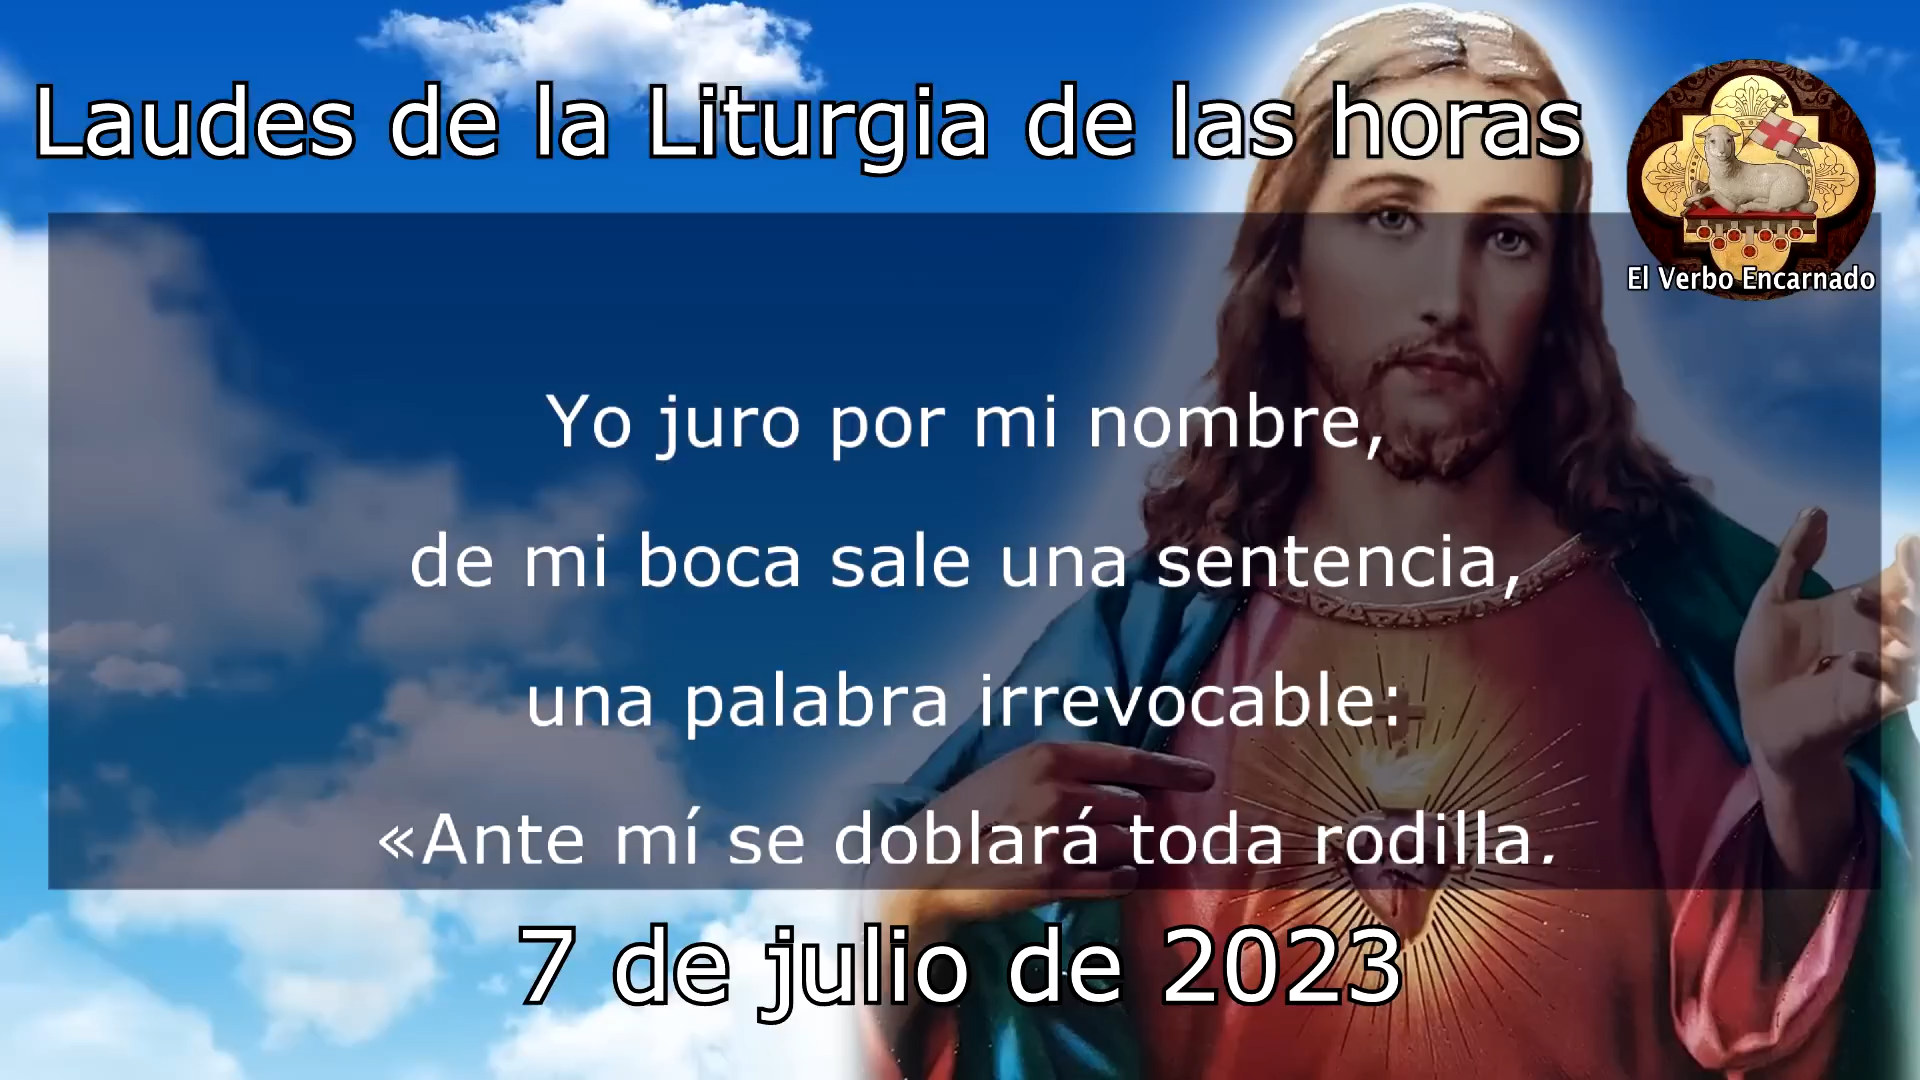 Laudes de la Liturgia de las horas
El Verbo Encarnado
Yo juro por mi nombre,
de mi boca sale una sentencia,
una palabra irrevocable:
«Ante mí se doblará toda rodilla,
7 de julio de 2023